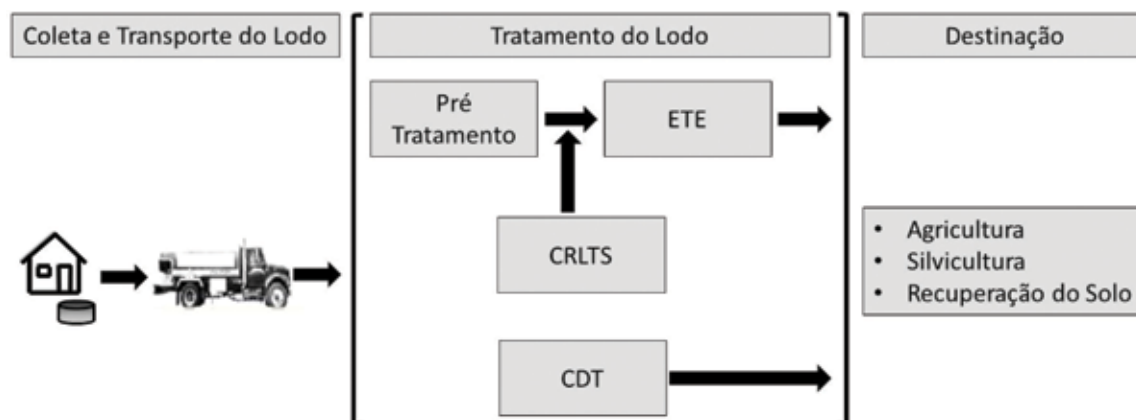 Coleta e Transporte do Lodo
Tratamento do Lodo
Destinação
Pré
Tratamento
ETE
CRLTS
CDT
• Agricultura
• Silvicultura
• Recuperação do Solo